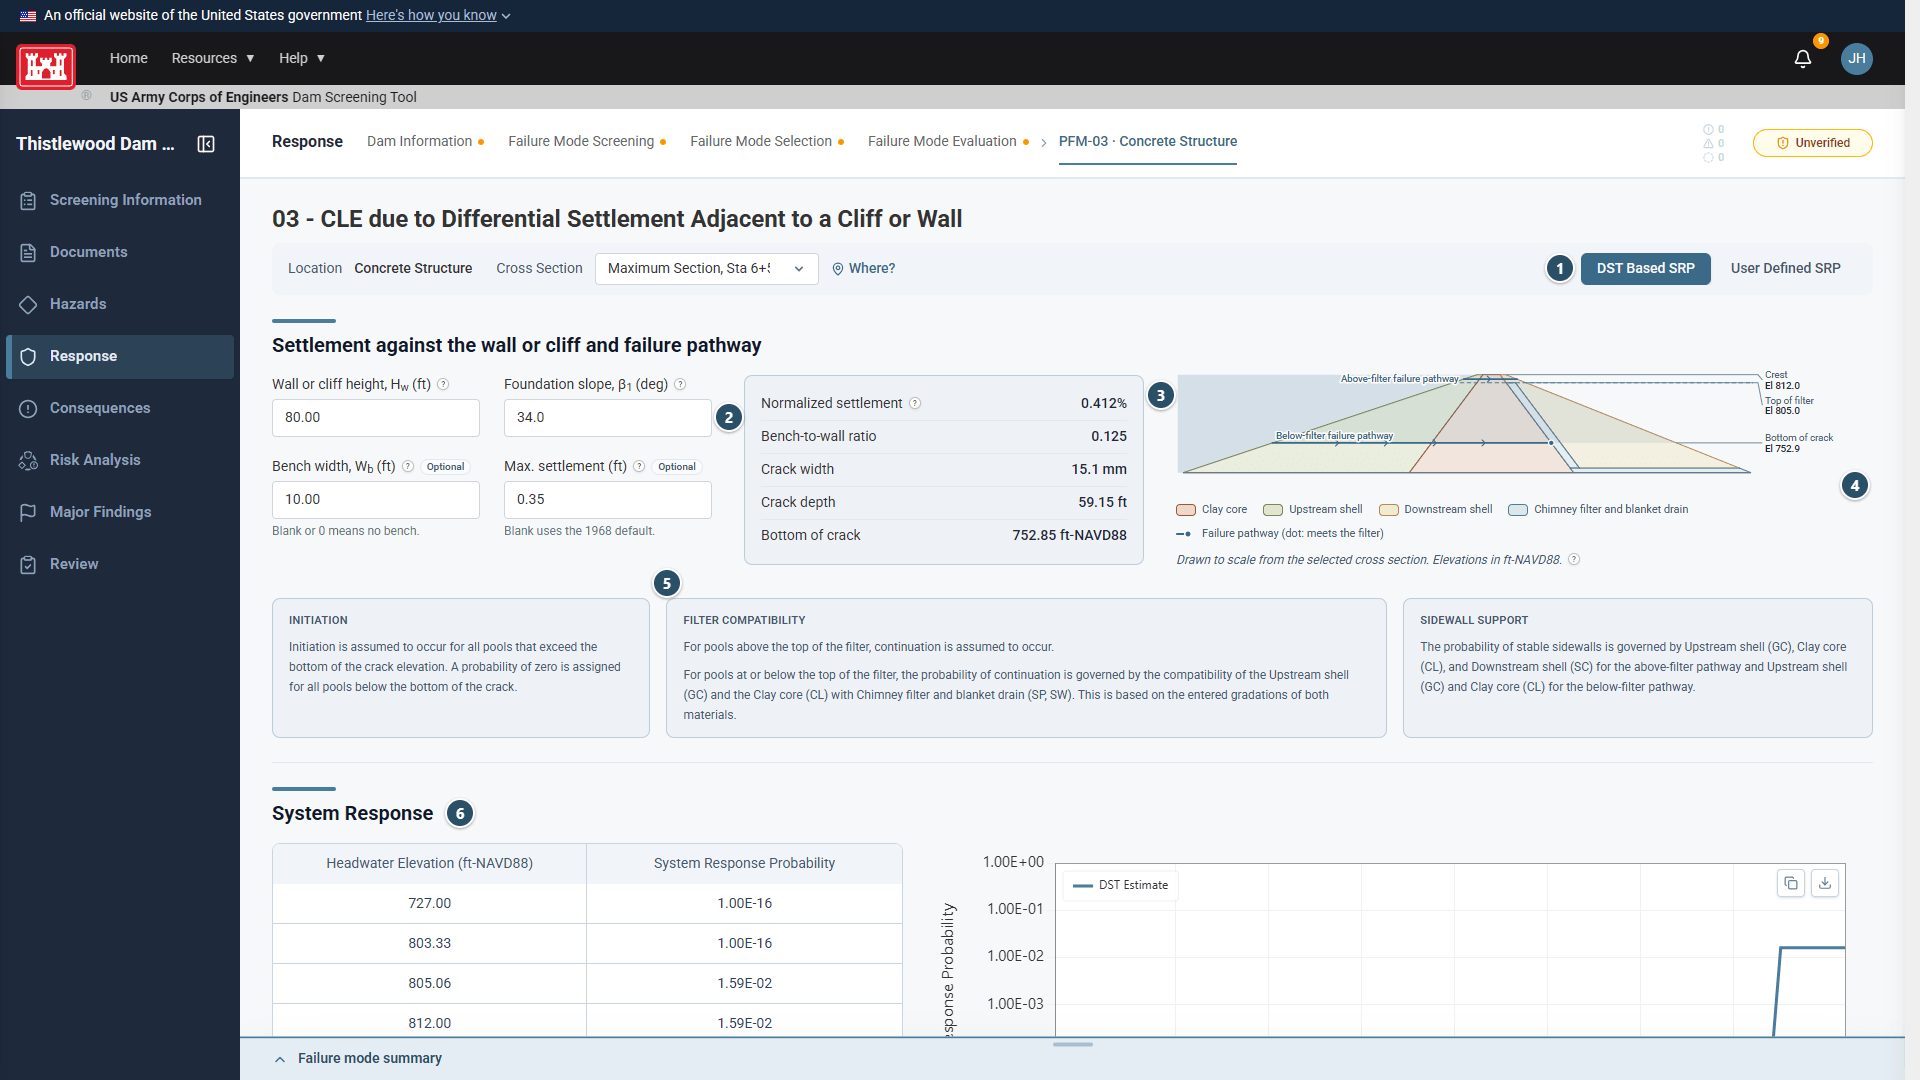 An official website of the United States government Here's how you know
Home Resources Help
9
JH
US Army Corps of Engineers Dam Screening Tool
Thistlewood Dam ...
Screening Information
Documents
Hazards
Response
Consequences
Risk Analysis
Major Findings
Review
Response Dam Information Failure Mode Screening Failure Mode Selection Failure Mode Evaluation PFM-03 · Concrete Structure
0
0
0
Unverified
03 - CLE due to Differential Settlement Adjacent to a Cliff or Wall
Location Concrete Structure Cross Section Maximum Section, Sta 6+5 Where?
1 DST Based SRP User Defined SRP
Settlement against the wall or cliff and failure pathway
Wall or cliff height, Hw (ft) ?
80.00
Foundation slope, β1 (deg) ?
34.0
Bench width, Wb (ft) ? Optional
10.00
Blank or 0 means no bench.
Max. settlement (ft) ? Optional
0.35
Blank uses the 1968 default.
2
Normalized settlement ? 0.412%
Bench-to-wall ratio 0.125
Crack width 15.1 mm
Crack depth 59.15 ft
Bottom of crack 752.85 ft-NAVD88
3
Above-filter failure pathway
Below-filter failure pathway
Crest
El 812.0
Top of filter
El 805.0
Bottom of crack
El 752.9
4
Clay core Upstream shell Downstream shell Chimney filter and blanket drain
Failure pathway (dot: meets the filter)
Drawn to scale from the selected cross section. Elevations in ft-NAVD88. ?
5
INITIATION
Initiation is assumed to occur for all pools that exceed the
bottom of the crack elevation. A probability of zero is assigned
for all pools below the bottom of the crack.
FILTER COMPATIBILITY
For pools above the top of the filter, continuation is assumed to occur.
For pools at or below the top of the filter, the probability of continuation is governed by the compatibility of the Upstream shell
(GC) and the Clay core (CL) with Chimney filter and blanket drain (SP, SW). This is based on the entered gradations of both
materials.
SIDEWALL SUPPORT
The probability of stable sidewalls is governed by Upstream shell (GC), Clay core
(CL), and Downstream shell (SC) for the above-filter pathway and Upstream shell
(GC) and Clay core (CL) for the below-filter pathway.
System Response 6
Headwater Elevation (ft-NAVD88) System Response Probability
727.00 1.00E-16
803.33 1.00E-16
805.06 1.59E-02
812.00 1.59E-02
1.00E+00
1.00E-01
1.00E-02
1.00E-03
sponse Probability
DST Estimate
Failure mode summary